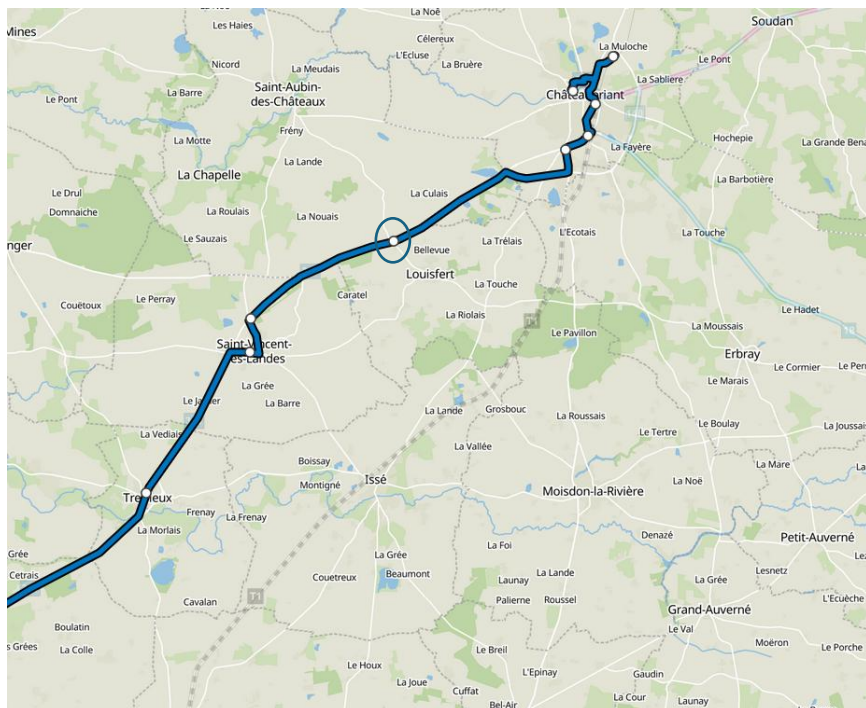 La Noë
Les Haies
Soudan
Mines
Célereux
La Muloche
Nicord
L'Ecluse
La Bruère
Le Pont
La Meudais
La Sablière
La Barre
Saint-Aubin-
des-Châteaux
Le Pont
Frény
La Motte
Hochepie
La Fayère
La Grande Bena
La Lande
La Chapelle
La Barbotière
Le Drul
Domnaiche
La Culais
La Roulais
La Nouais
L'Ecotais
La Touche
Le Sauzais
La Trélais
nger
Bellevue
Louisfert
La Touche
Le Perray
Caratel
Couëtoux
Le Hadet
La Riolais
Le Pavillon
La Moussais
Saint-Vincent-
des-Landes
Erbray
Le Cormier
Le Per
Le Marais
La Grée
La Barre
La Lande
Grosbouc
La Roussais
Le Boulay
La Joussai
Le Tertre
La Vediais
La Vallée
Boissay
La Mare
Issé
La Noë
Montigné
Moisdon-la-Rivière
Frenay
La Frenay
La Morlais
Denazé
Petit-Auverné
La Foi
Grée
La Grée
Cetrais
Couetreux
Beaumont
La Lande
Launay
La Grée
Lesnetz
T1
Cavalan
Palierne
Roussel
L'Ecuèche
Grand-Auverné
Boulatin
Le Val
s Grées
La Colle
Moëron
Le Porche
Le Breil
Le Houx
L'Epinay
Gaudin
La Joue
Cuffat
La Cour
Launay
Bel-Air